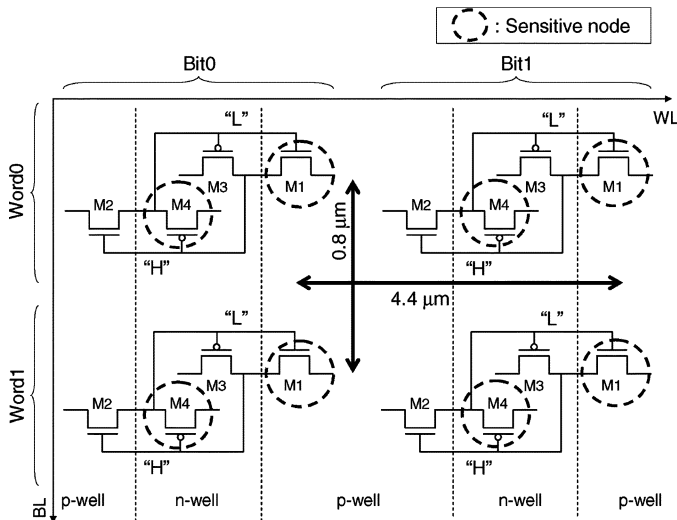 : Sensitive node
Bit0 Bit1
WL
Word0
"L" "L"
M3 M1 M3 M1
M2 M4 M2 M4
"H" "H"
0.8 μm
4.4 μm
Word1
"L" "L"
M3 M1 M3 M1
M2 M4 M2 M4
"H" "H"
BL
p-well n-well p-well n-well p-well